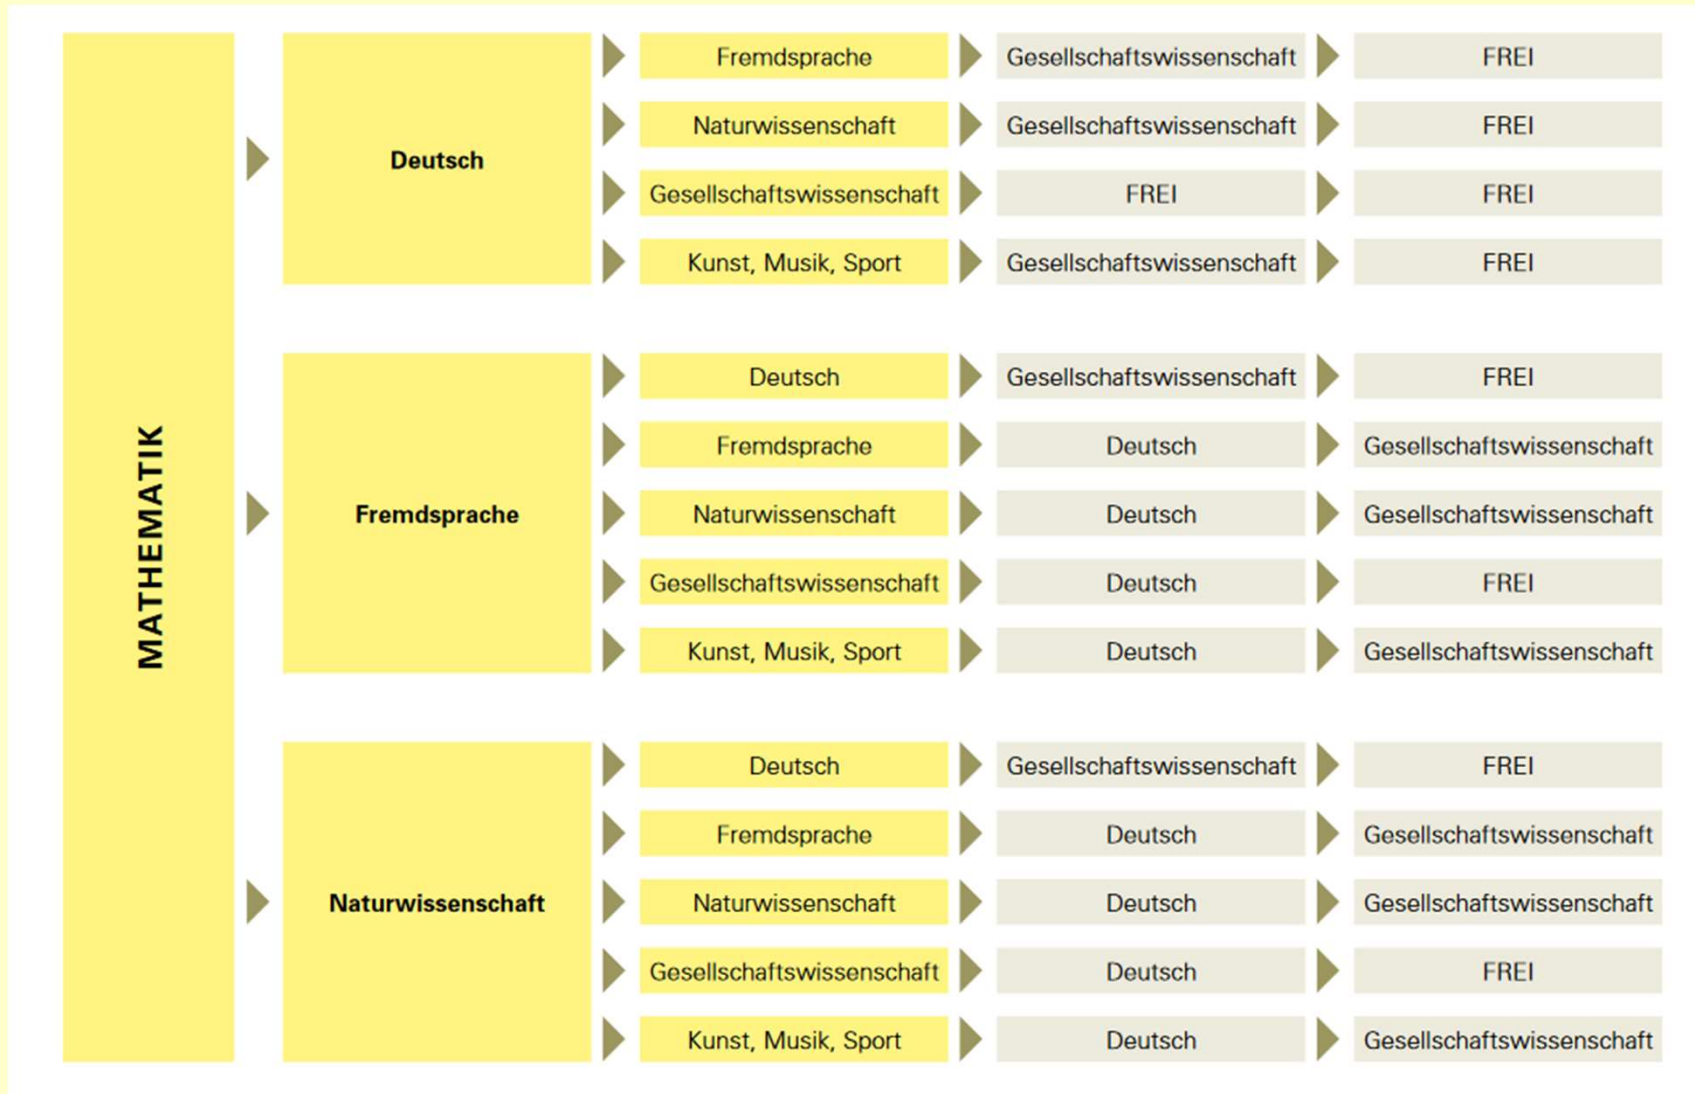 MATHEMATIK
Deutsch
Fremdsprache Gesellschaftswissenschaft FREI
Naturwissenschaft Gesellschaftswissenschaft FREI
Gesellschaftswissenschaft FREI FREI
Kunst, Musik, Sport Gesellschaftswissenschaft FREI
Fremdsprache
Deutsch Gesellschaftswissenschaft FREI
Fremdsprache Deutsch Gesellschaftswissenschaft
Naturwissenschaft Deutsch Gesellschaftswissenschaft
Gesellschaftswissenschaft Deutsch FREI
Kunst, Musik, Sport Deutsch Gesellschaftswissenschaft
Naturwissenschaft
Deutsch Gesellschaftswissenschaft FREI
Fremdsprache Deutsch Gesellschaftswissenschaft
Naturwissenschaft Deutsch Gesellschaftswissenschaft
Gesellschaftswissenschaft Deutsch FREI
Kunst, Musik, Sport Deutsch Gesellschaftswissenschaft